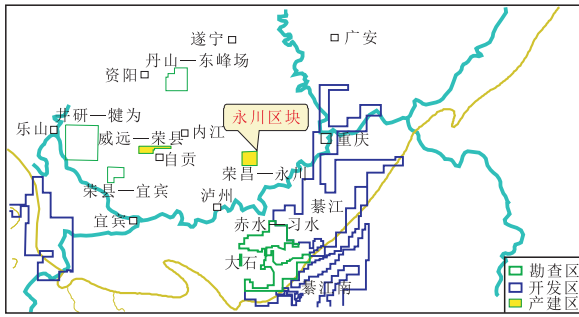 遂宁
广安
丹山—东峰场
资阳
井研—犍为
永川区块
乐山
威远—荣县
内江
重庆
自贡
荣昌—永川
荣县—宜宾
泸州
綦江
宜宾
赤水—习水
大石
綦江南
勘查区
开发区
产建区